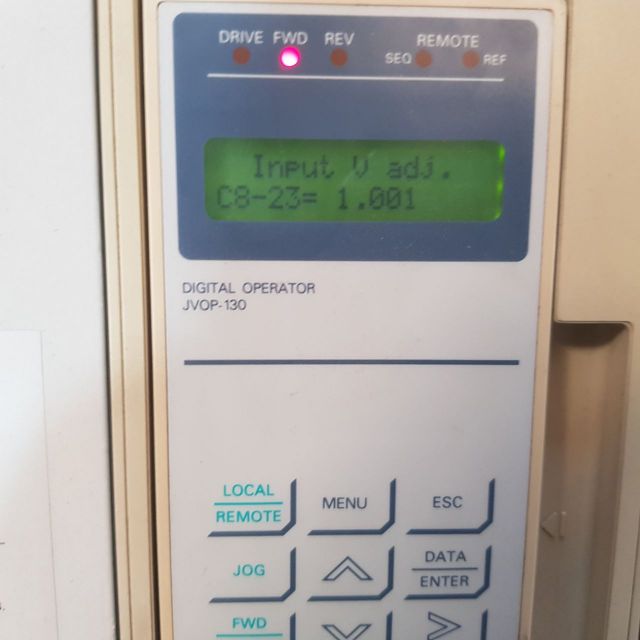 DRIVE FWD REV REMOTE
SEQ REF
Input V adj.
C8-23= 1.001
DIGITAL OPERATOR
JVOP-130
LOCAL
REMOTE
MENU
ESC
JOG
DATA
ENTER
FWD